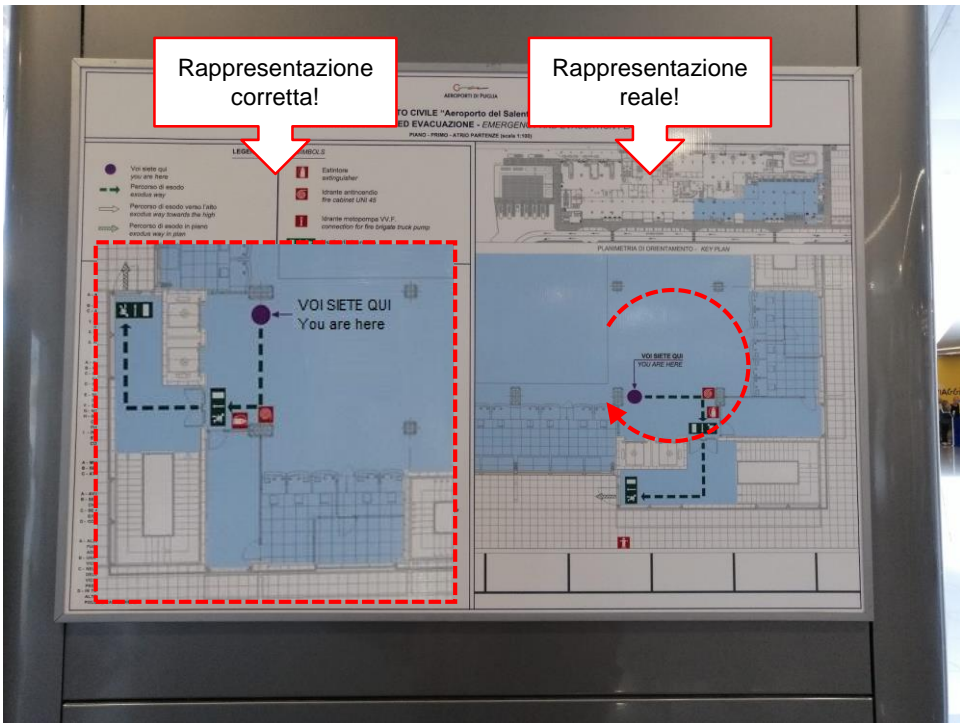 Rappresentazione
corretta!
Rappresentazione
reale!
AEROPORTI DI PUGLIA
TO CIVILE "Aeroporto del Salent
ED EVACUAZIONE - EMERGENC
PIANO - PRIMO - ATRIO PARTENZE (scala 1:100)
LEGE
MBOLS
Voi siete qui
you are here
Percorso di esodo
exodus way
Percorso di esodo verso l'alto
exodus way towards the high
Percorso di esodo in piano
exodus way in plan
Estintore
extinguisher
Idrante antincendio
fire cabinet UNI 45
Idrante motopompa VV.F.
connection for fire brigate truck pump
PLANIMETRIA DI ORIENTAMENTO - KEY PLAN
VOI SIETE QUI
You are here
VOI SIETE QUI
YOU ARE HERE